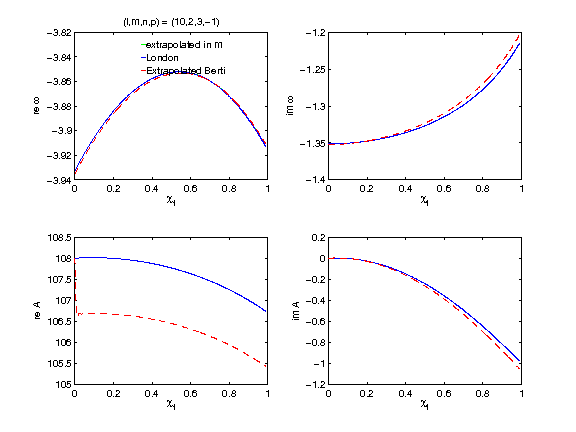 (l,m,n,p) = (10,2,3,−1)
extrapolated in m
London
Extrapolated Berti
re ω
−3.82
−3.84
−3.86
−3.88
−3.9
−3.92
−3.94
0 0.2 0.4 0.6 0.8 1
χf
im ω
−1.2
−1.25
−1.3
−1.35
−1.4
0 0.2 0.4 0.6 0.8 1
χf
re A
108.5
108
107.5
107
106.5
106
105.5
105
0 0.2 0.4 0.6 0.8 1
χf
im A
0.2
0
−0.2
−0.4
−0.6
−0.8
−1
−1.2
0 0.2 0.4 0.6 0.8 1
χf